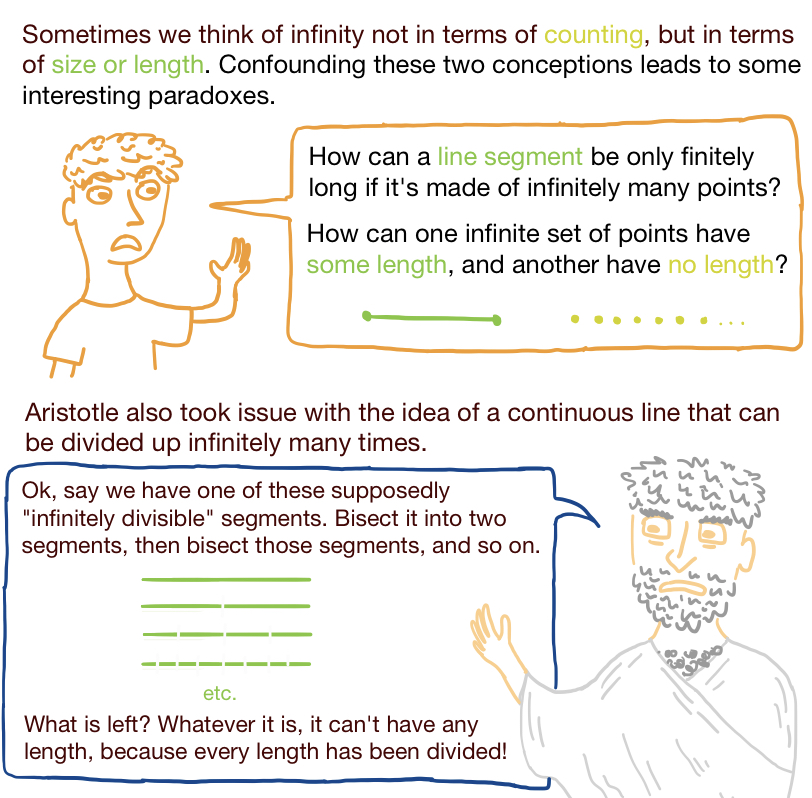 Sometimes we think of infinity not in terms of counting, but in terms
of size or length. Confounding these two conceptions leads to some
interesting paradoxes.
How can a line segment be only finitely
long if it's made of infinitely many points?
How can one infinite set of points have
some length, and another have no length?
Aristotle also took issue with the idea of a continuous line that can
be divided up infinitely many times.
Ok, say we have one of these supposedly
"infinitely divisible" segments. Bisect it into two
segments, then bisect those segments, and so on.
etc.
What is left? Whatever it is, it can't have any
length, because every length has been divided!